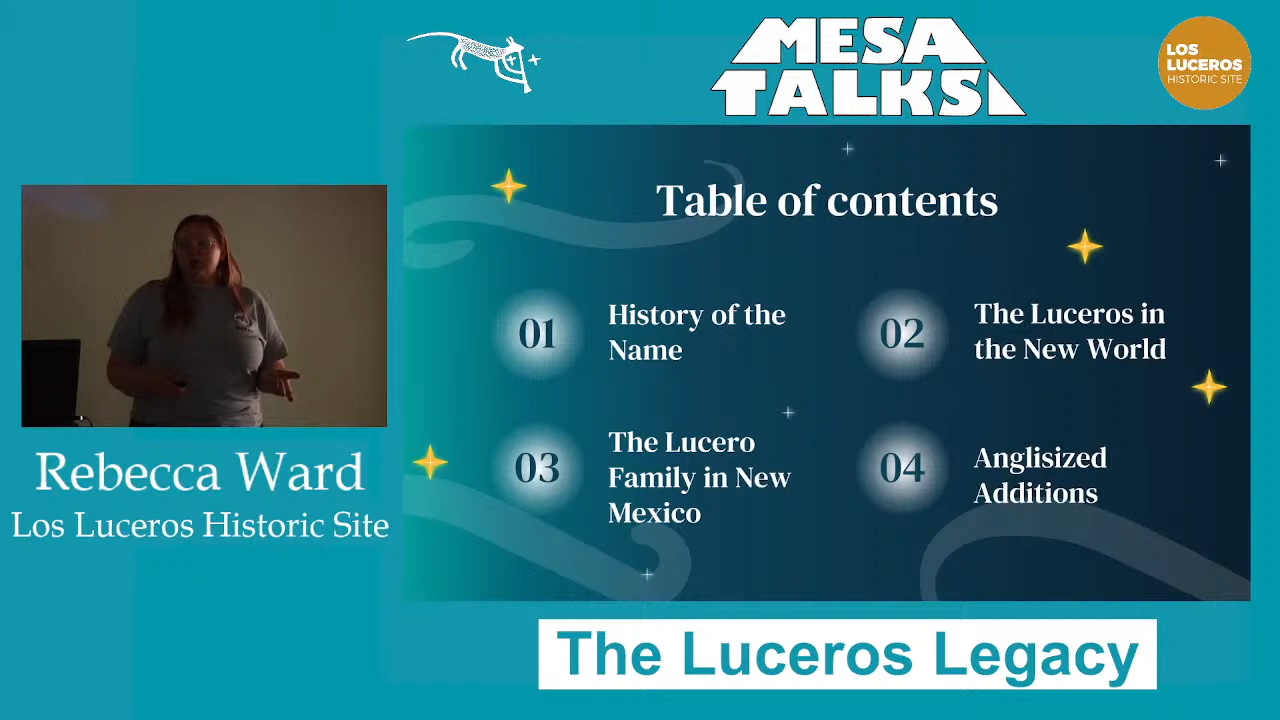 MESA
TALKS
LOS
LUCEROS
HISTORIC SITE
Table of contents
01
History of the
Name
02
The Luceros in
the New World
03
The Lucero
Family in New
Mexico
04
Anglisized
Additions
Rebecca Ward
Los Luceros Historic Site
The Luceros Legacy